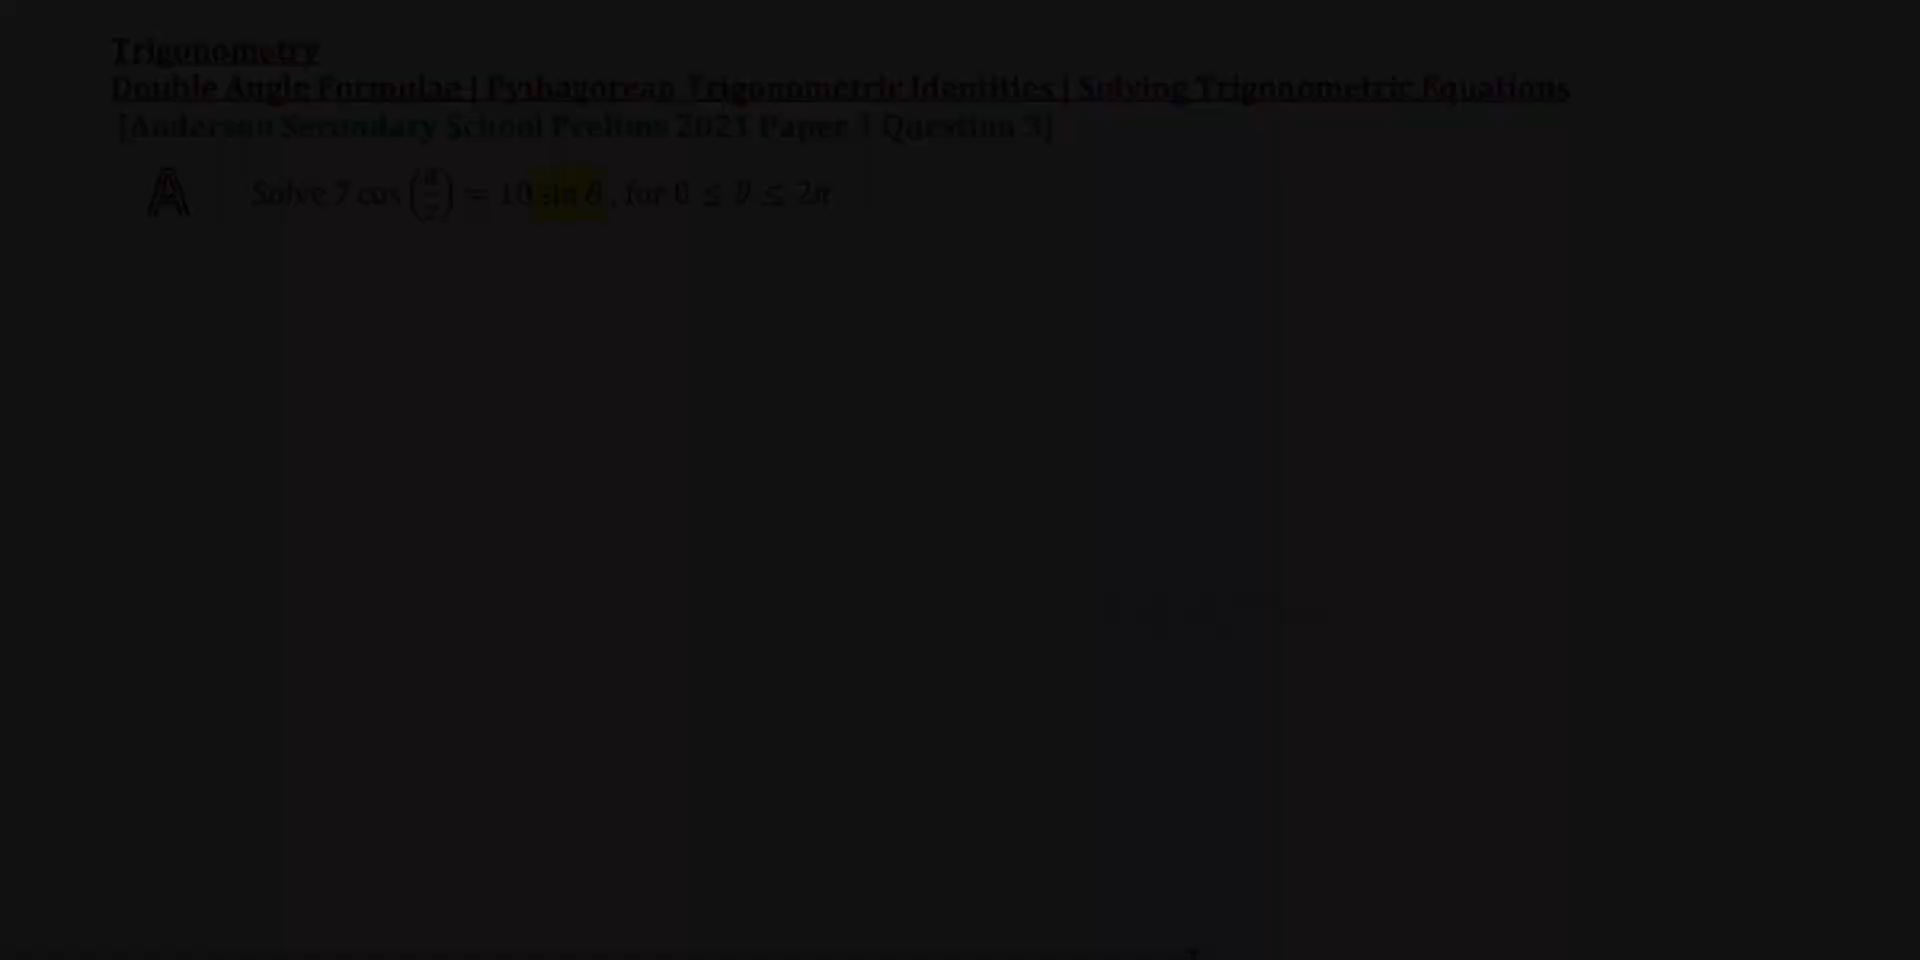 Trigonometry
Double Angle Formulae | Pythagorean Trigonometric Identities | Solving Trigonometric Equations
[Anderson Secondary School Prelims 2021 Paper 1 Question 3]
A Solve 7 cos (θ/2) = 10 sin θ , for 0 ≤ θ ≤ 2π